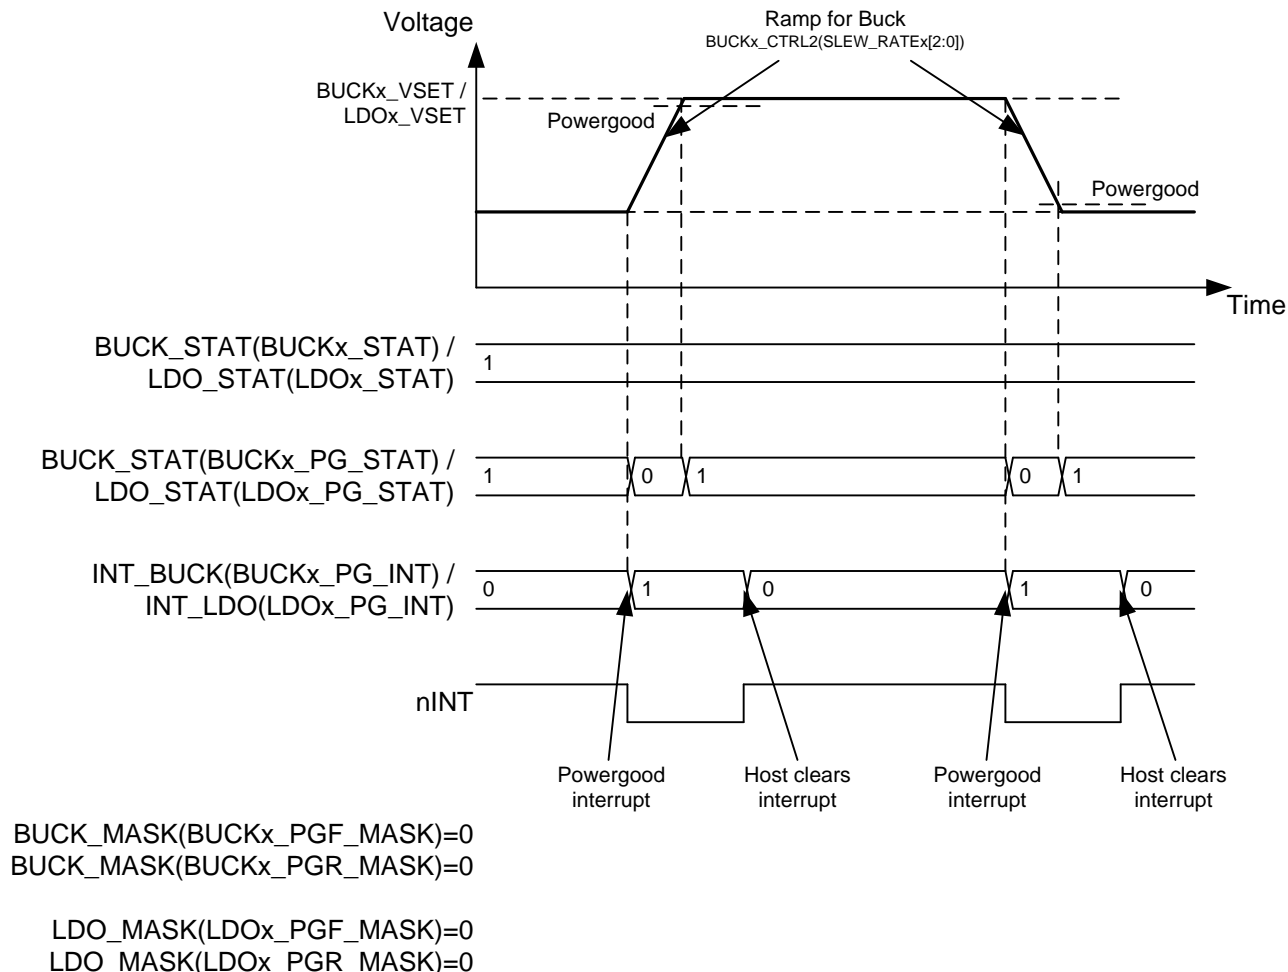 Voltage
Ramp for Buck
BUCKx_CTRL2(SLEW_RATEx[2:0])
BUCKx_VSET /
LDOx_VSET
Powergood
Powergood
Time
BUCK_STAT(BUCKx_STAT) /
LDO_STAT(LDOx_STAT)
1
BUCK_STAT(BUCKx_PG_STAT) /
LDO_STAT(LDOx_PG_STAT)
1 0 1 0 1
INT_BUCK(BUCKx_PG_INT) /
INT_LDO(LDOx_PG_INT)
0 1 0 1 0
nINT
Powergood
interrupt
Host clears
interrupt
Powergood
interrupt
Host clears
interrupt
BUCK_MASK(BUCKx_PGF_MASK)=0
BUCK_MASK(BUCKx_PGR_MASK)=0
LDO_MASK(LDOx_PGF_MASK)=0
LDO_MASK(LDOx_PGR_MASK)=0